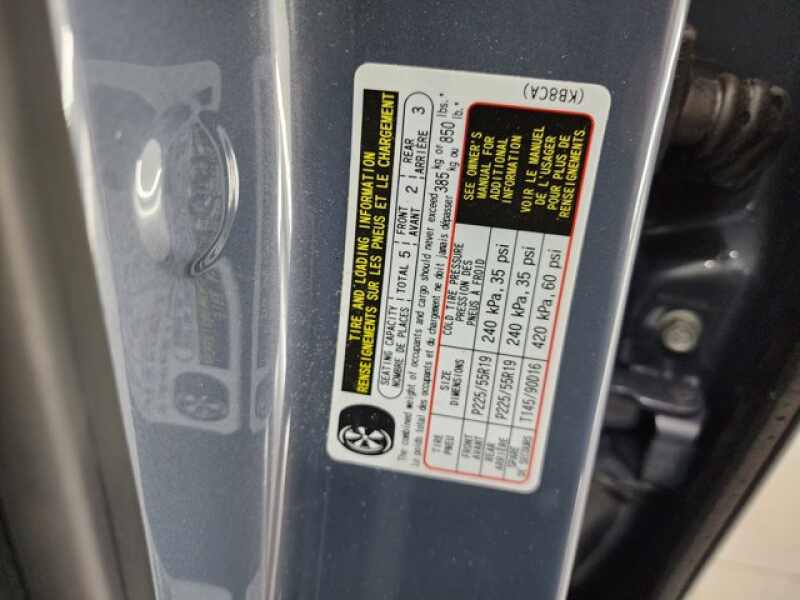 TIRE AND LOADING INFORMATION
RENSEIGNEMENTS SUR LES PNEUS ET LE CHARGEMENT
SEATING CAPACITY | TOTAL 5 | FRONT 2 | REAR 3
NOMBRE DE PLACES | AVANT | ARRIÈRE
The combined weight of occupants and cargo should never exceed 385 kg or 850 lbs.*
Le poids total des occupants et du chargement ne doit jamais dépasser kg ou lb.*
TIRE SIZE COLD TIRE PRESSURE
PNEU DIMENSIONS PRESSION DES PNEUS À FROID
FRONT AVANT P225/55R19 240 kPa, 35 psi
REAR ARRIÈRE P225/55R19 240 kPa, 35 psi
SPARE DE SECOURS T145/90D16 420 kPa, 60 psi
SEE OWNER'S
MANUAL FOR
ADDITIONAL
INFORMATION
VOIR LE MANUEL
DE L'USAGER
POUR PLUS DE
RENSEIGNEMENTS.
(KB8CA)